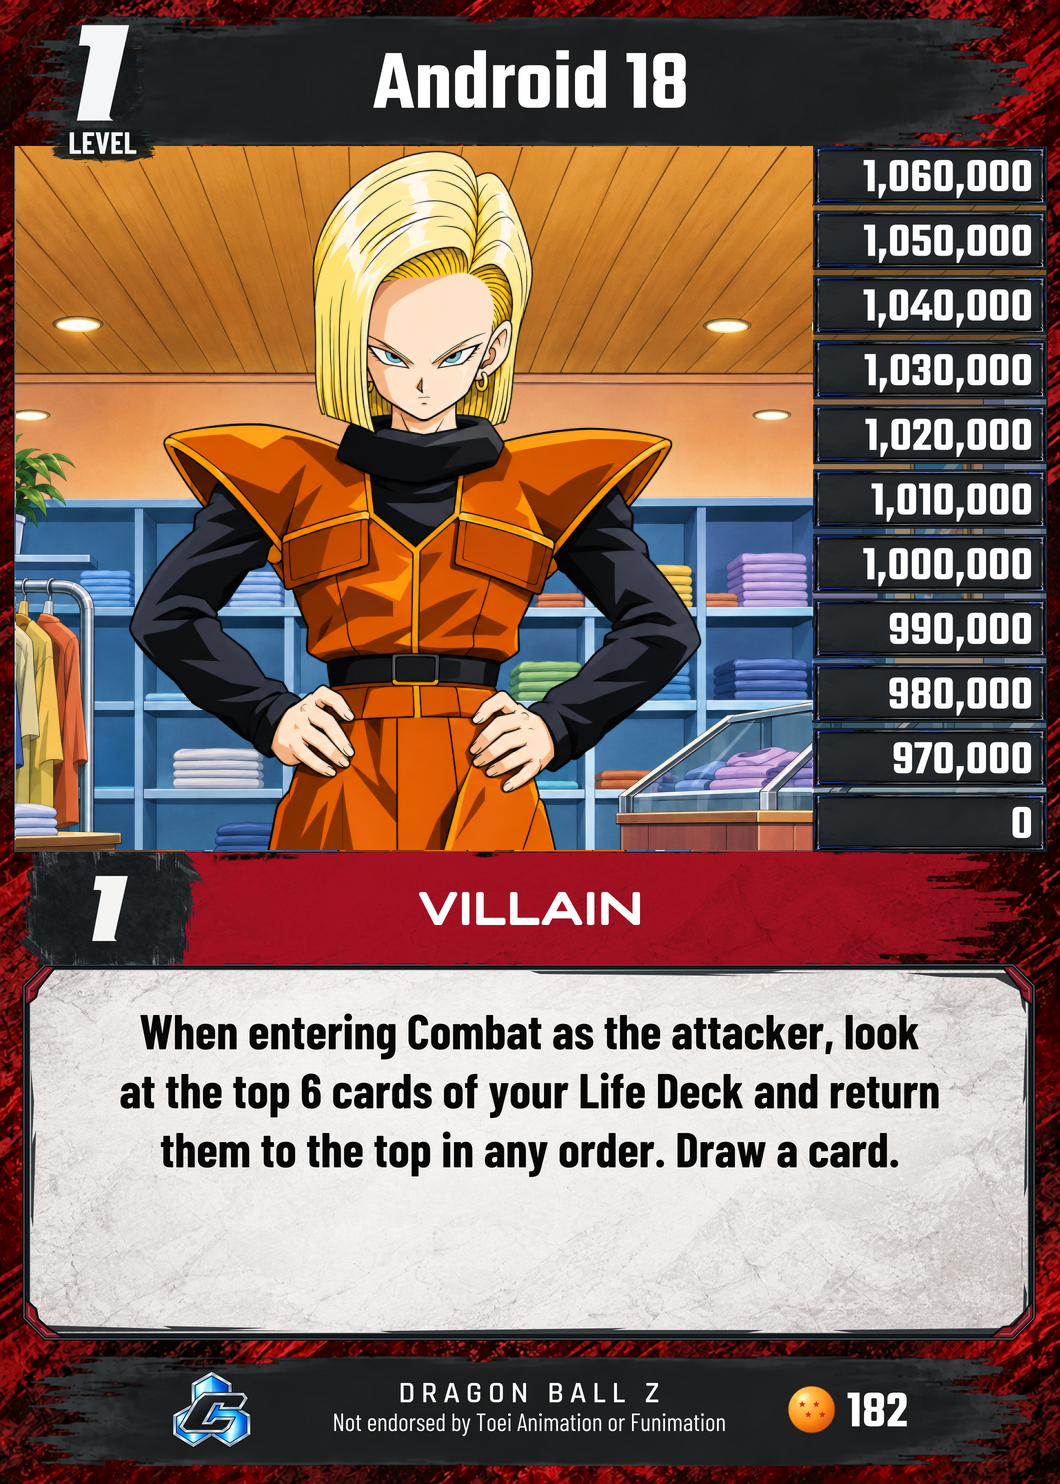 1
LEVEL
Android 18
1,060,000
1,050,000
1,040,000
1,030,000
1,020,000
1,010,000
1,000,000
990,000
980,000
970,000
0
1
VILLAIN
When entering Combat as the attacker, look
at the top 6 cards of your Life Deck and return
them to the top in any order. Draw a card.
G
DRAGON BALL Z
Not endorsed by Toei Animation or Funimation
182